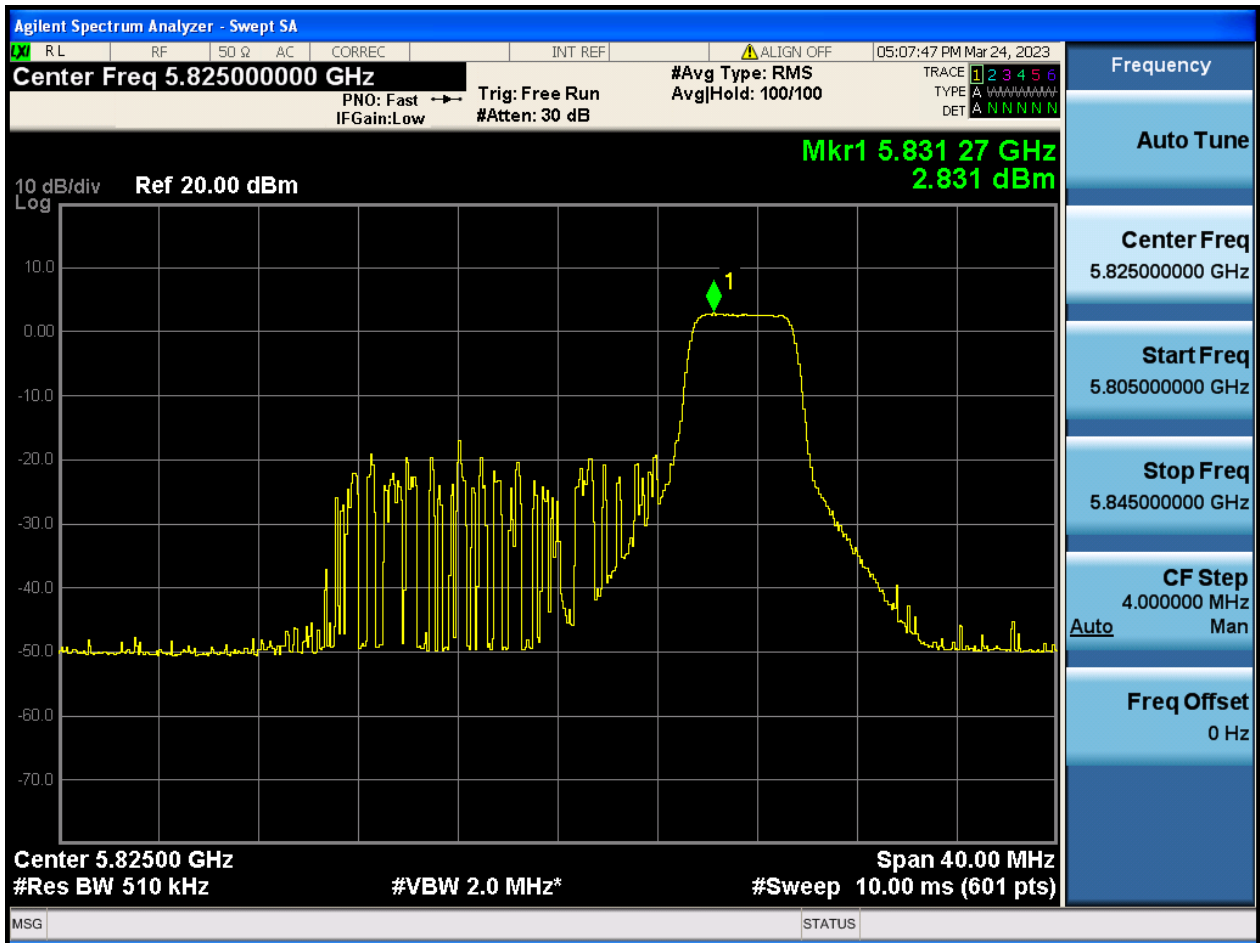 Agilent Spectrum Analyzer - Swept SA
LXI RL RF 50 Ω AC CORREC INT REF ALIGN OFF 05:07:47 PM Mar 24, 2023
Center Freq 5.825000000 GHz
PNO: Fast
IFGain:Low
Trig: Free Run
#Atten: 30 dB
#Avg Type: RMS
Avg|Hold: 100/100
TRACE 1 2 3 4 5 6
TYPE A WWWWW
DET A N N N N N
Mkr1 5.831 27 GHz
2.831 dBm
10 dB/div Ref 20.00 dBm
Log
10.0
1
0.00
-10.0
-20.0
-30.0
-40.0
-50.0
-60.0
-70.0
Center 5.82500 GHz Span 40.00 MHz
#Res BW 510 kHz #VBW 2.0 MHz* #Sweep 10.00 ms (601 pts)
MSG STATUS
Frequency
Auto Tune
Center Freq
5.825000000 GHz
Start Freq
5.805000000 GHz
Stop Freq
5.845000000 GHz
CF Step
4.000000 MHz
Auto Man
Freq Offset
0 Hz